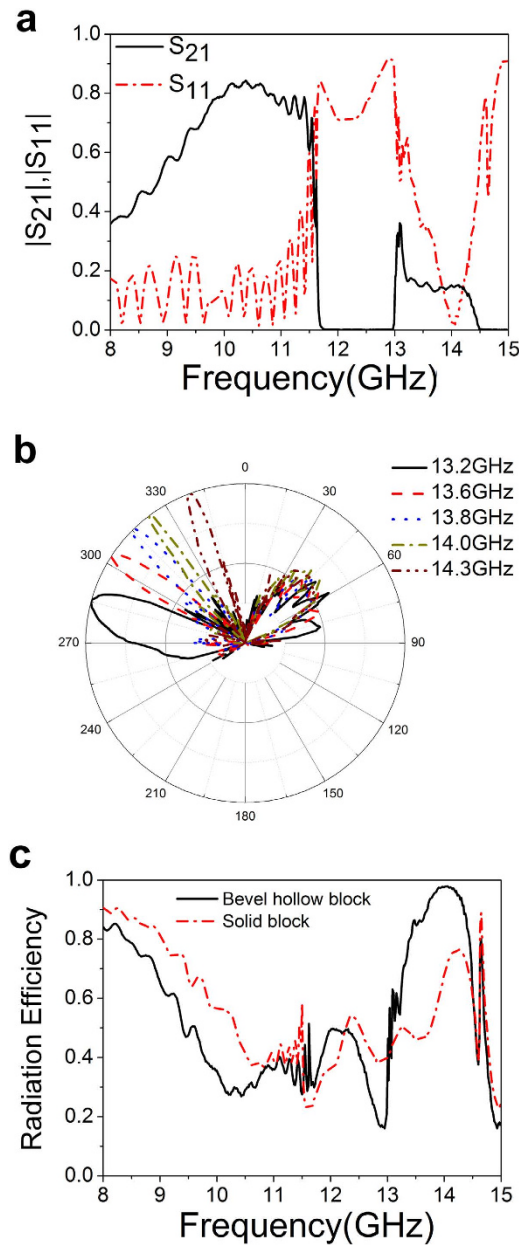 a
S21
S11
|S21|,|S11|
1.0
0.8
0.6
0.4
0.2
0.0
8 9 10 11 12 13 14 15
Frequency(GHz)
b
0
30
60
90
120
150
180
210
240
270
300
330
13.2GHz
13.6GHz
13.8GHz
14.0GHz
14.3GHz
c
Radiation Efficiency
1.0
0.8
0.6
0.4
0.2
0.0
Bevel hollow block
Solid block
8 9 10 11 12 13 14 15
Frequency(GHz)